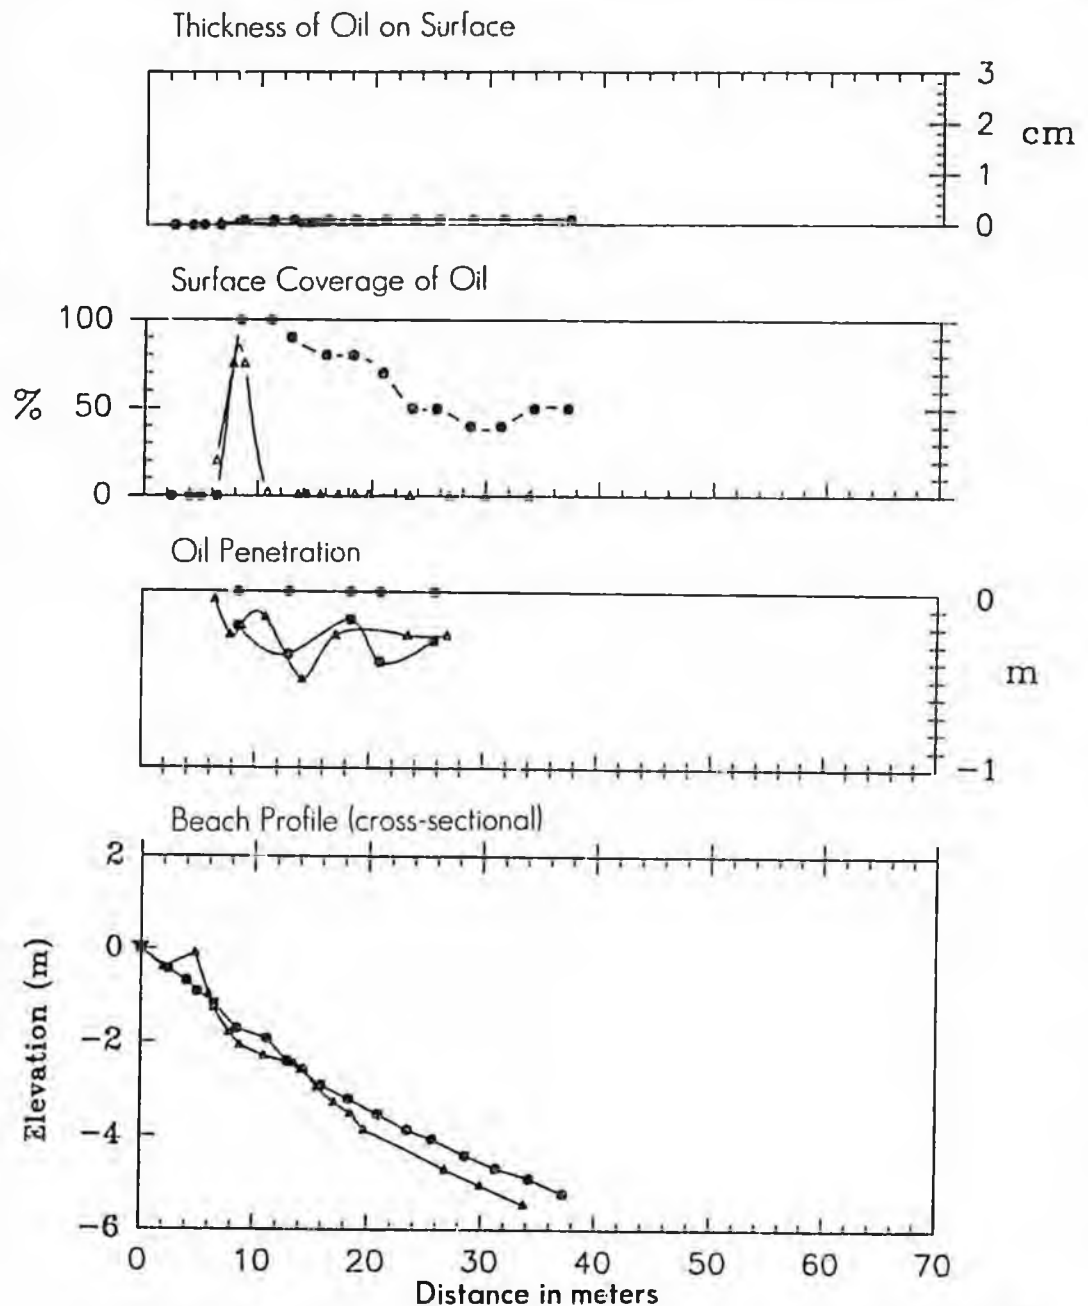 Thickness of Oil on Surface
3
2
cm
1
0
Surface Coverage of Oil
100
%
50
0
Oil Penetration
0
m
-1
Beach Profile (cross-sectional)
2
0
-2
-4
-6
Elevation (m)
0 10 20 30 40 50 60 70
Distance in meters